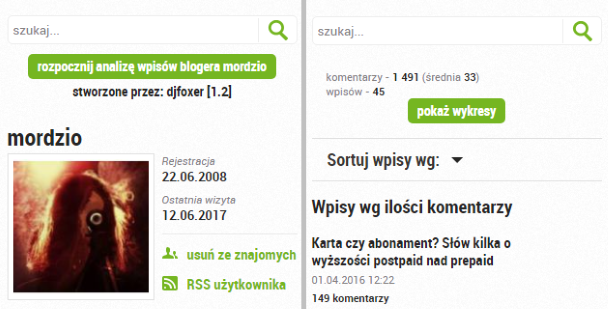 szukaj...
rozpocznij analizę wpisów blogera mordzio
stworzone przez: djfoxer [1.2]
mordzio
Rejestracja
22.06.2008
Ostatnia wizyta
12.06.2017
usuń ze znajomych
RSS użytkownika
szukaj...
komentarzy - 1 491 (średnia 33)
wpisów - 45
pokaż wykresy
Sortuj wpisy wg:
Wpisy wg ilości komentarzy
Karta czy abonament? Słów kilka o
wyższości postpaid nad prepaid
01.04.2016 12:22
149 komentarzy